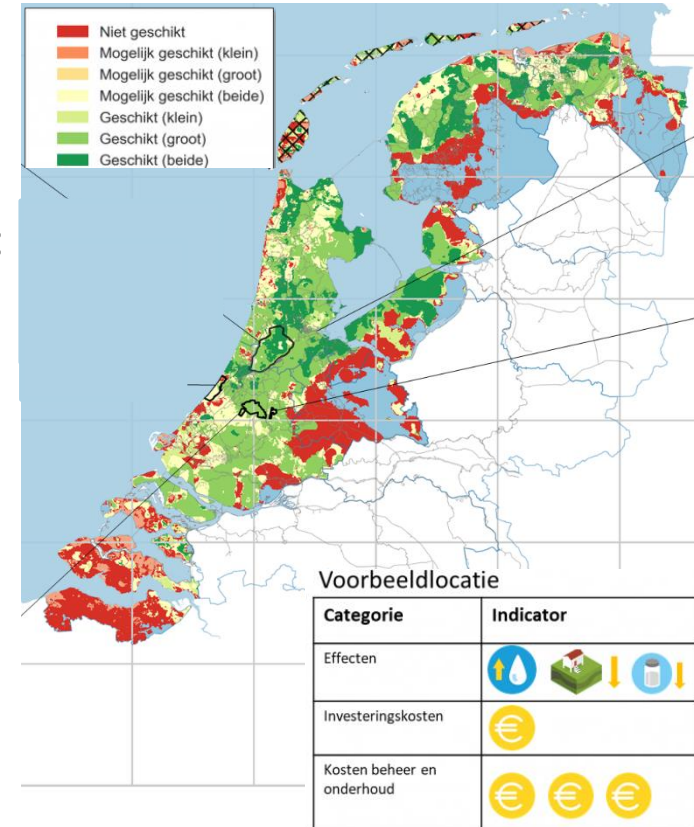 Niet geschikt
Mogelijk geschikt (klein)
Mogelijk geschikt (groot)
Mogelijk geschikt (beide)
Geschikt (klein)
Geschikt (groot)
Geschikt (beide)
P
Voorbeeldlocatie
Categorie Indicator
Effecten
Investeringskosten
€
Kosten beheer en
onderhoud
€ € €